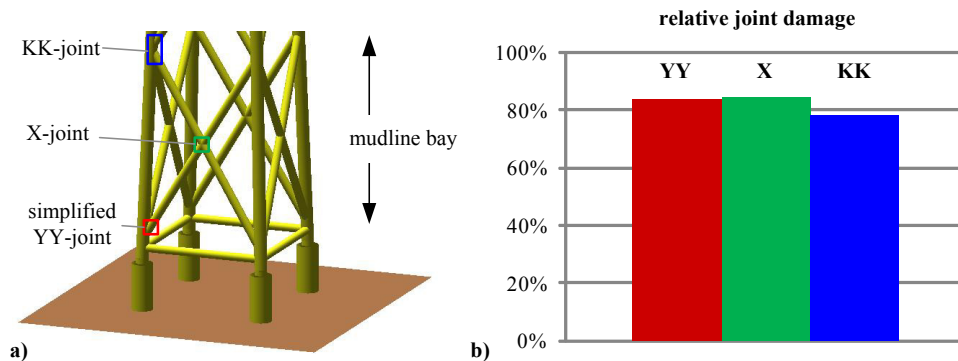 KK-joint
X-joint
mudline bay
simplified
YY-joint
a)
relative joint damage
100%
YY X KK
80%
60%
40%
20%
0%
b)